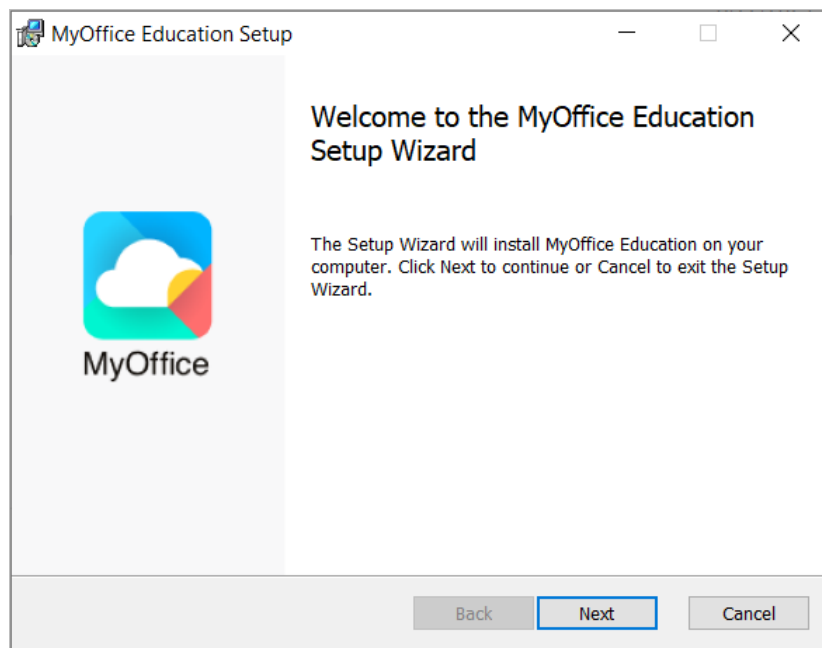 MyOffice Education Setup
Welcome to the MyOffice Education
Setup Wizard
The Setup Wizard will install MyOffice Education on your
computer. Click Next to continue or Cancel to exit the Setup
Wizard.
MyOffice
Back
Next
Cancel